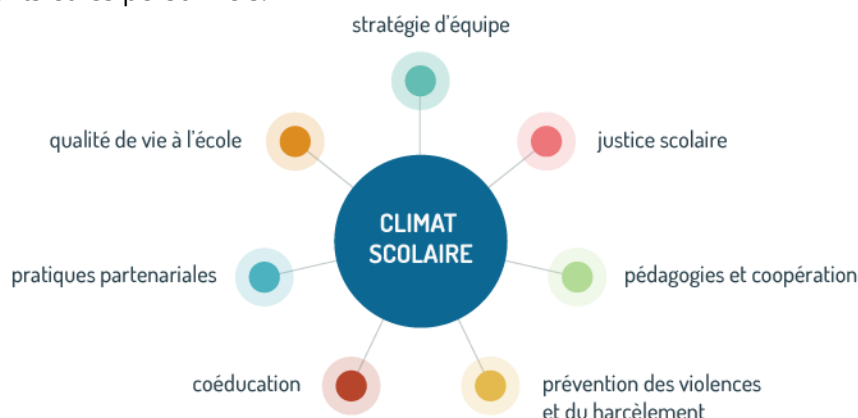 stratégie d'équipe
qualité de vie à l'école
justice scolaire
CLIMAT
SCOLAIRE
pratiques partenariales
pédagogies et coopération
coéducation
prévention des violences
et du harcèlement